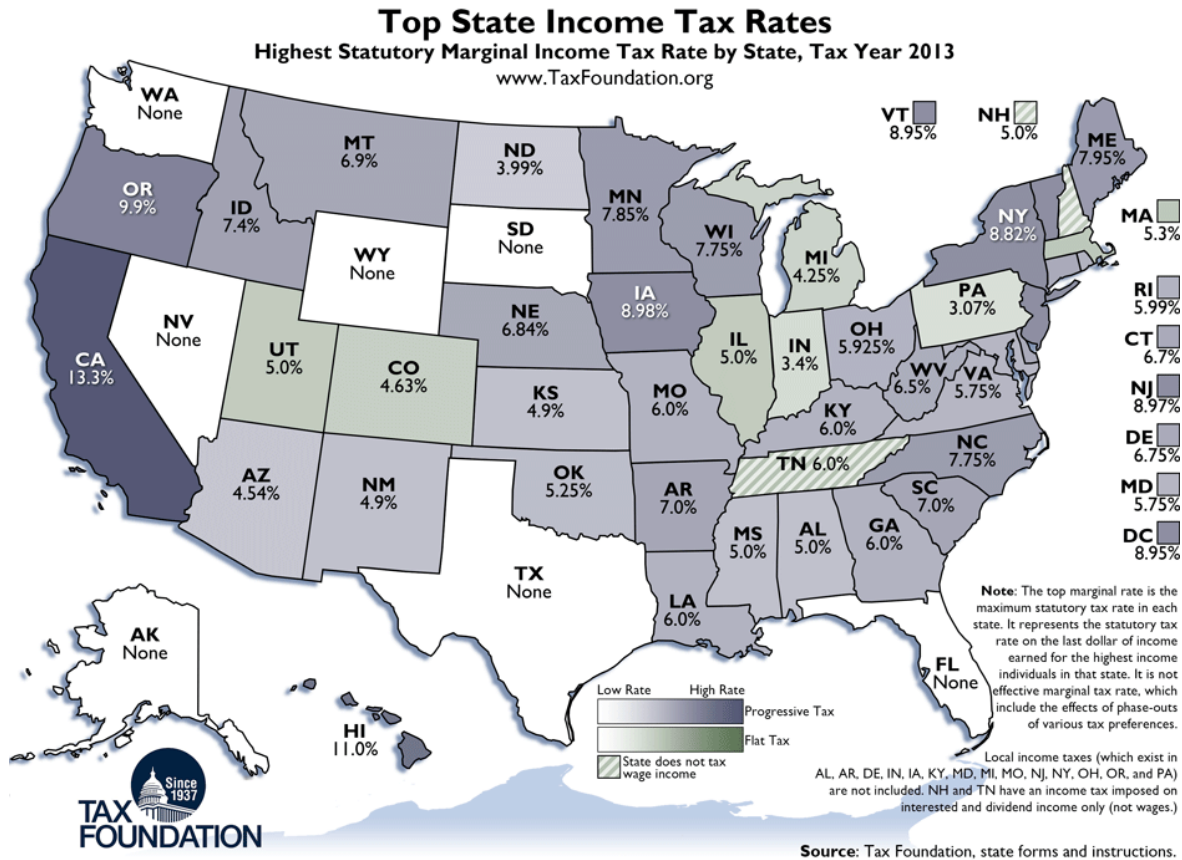 Top State Income Tax Rates
Highest Statutory Marginal Income Tax Rate by State, Tax Year 2013
www.TaxFoundation.org
WA
None
MT
6.9%
ND
3.99%
MN
7.85%
VT
8.95%
NH
5.0%
ME
7.95%
OR
9.9%
ID
7.4%
SD
None
WI
7.75%
NY
8.82%
MA
5.3%
WY
None
MI
4.25%
NV
None
NE
6.84%
IA
8.98%
PA
3.07%
RI
5.99%
CA
13.3%
UT
5.0%
CO
4.63%
KS
4.9%
MO
6.0%
IL
5.0%
IN
3.4%
OH
5.925%
WV
6.5%
VA
5.75%
CT
6.7%
KY
6.0%
NJ
8.97%
AZ
4.54%
NM
4.9%
OK
5.25%
AR
7.0%
TN 6.0%
NC
7.75%
DE
6.75%
SC
7.0%
MD
5.75%
MS
5.0%
AL
5.0%
GA
6.0%
DC
8.95%
TX
None
LA
6.0%
AK
None
FL
None
HI
11.0%
Low Rate High Rate
Progressive Tax
Flat Tax
State does not tax
wage income
Note: The top marginal rate is the
maximum statutory tax rate in each
state. It represents the statutory tax
rate on the last dollar of income
earned for the highest income
individuals in that state. It is not
effective marginal tax rate, which
include the effects of phase-outs
of various tax preferences.
Local income taxes (which exist in
AL, AR, DE, IN, IA, KY, MD, MI, MO, NJ, NY, OH, OR, and PA)
are not included. NH and TN have an income tax imposed on
interested and dividend income only (not wages.)
Since
1937
TAX
FOUNDATION
Source: Tax Foundation, state forms and instructions.